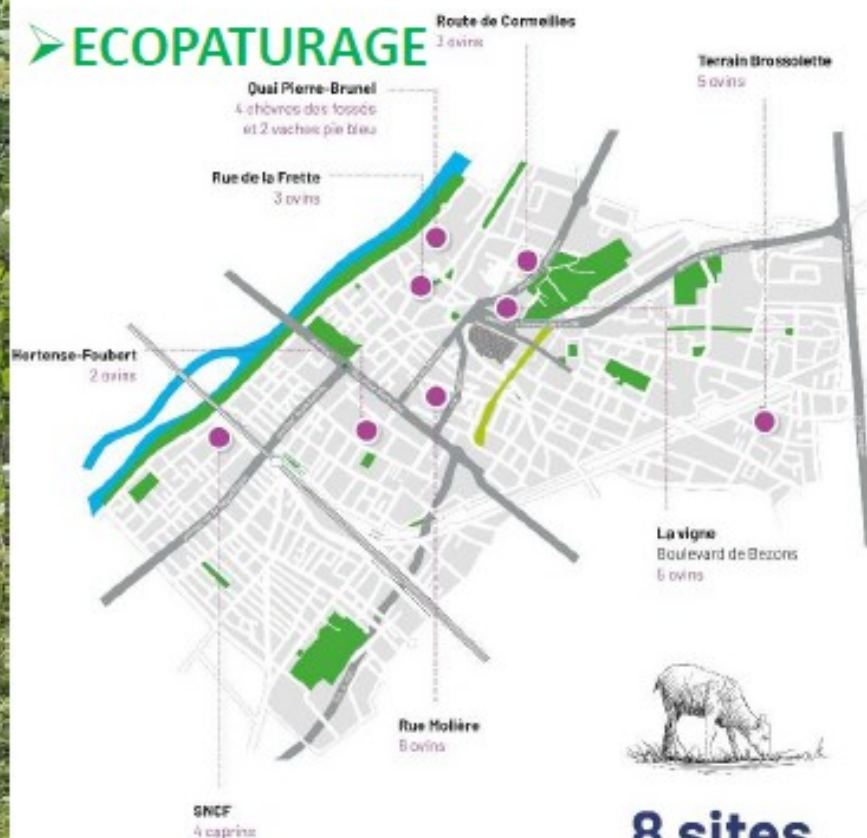 ECOPATURAGE
Route de Cormeilles
3 ovins
Terrain Brossolette
5 ovins
Quai Pierre-Brunel
4 chèvres des fossés
et 2 vaches pie bleu
Rue de la Frette
3 ovins
Hortense-Foubert
2 ovins
La vigne
Boulevard de Bezons
ovins
Rue Molière
ovins
SNCF
4 caprins
8 sites